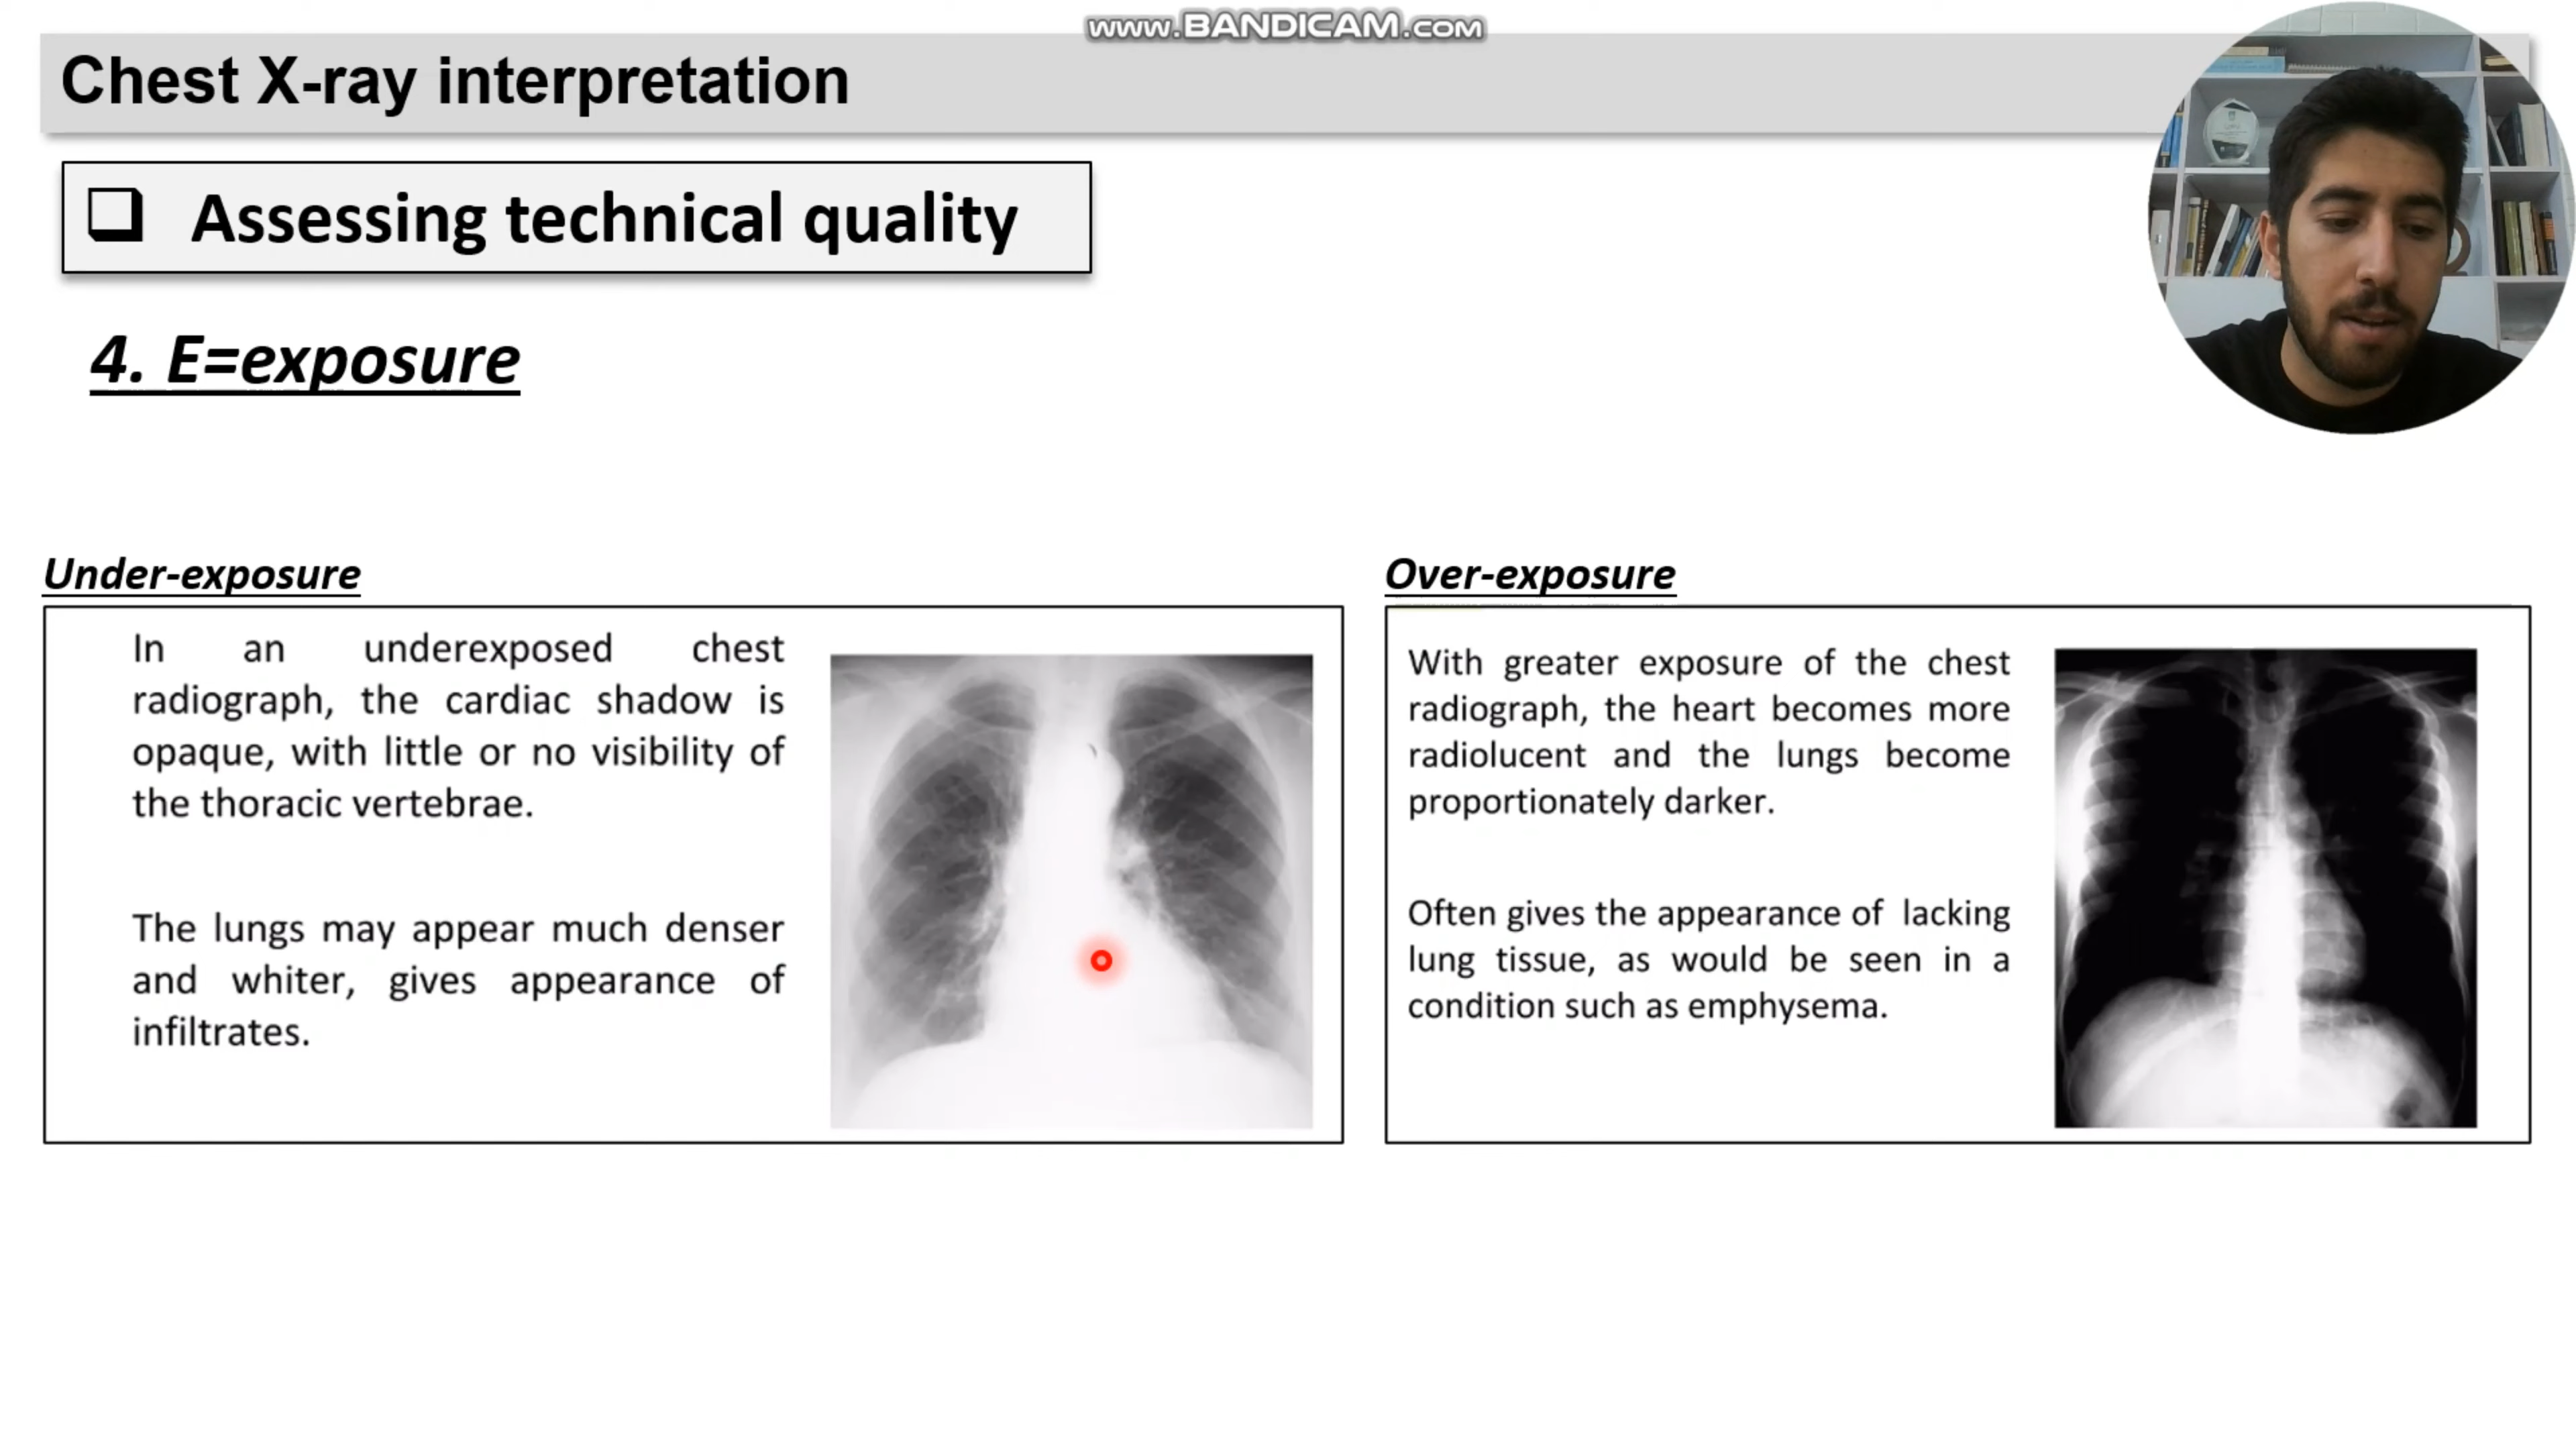 www.BANDICAM.com
Chest X-ray interpretation
❑ Assessing technical quality
4. E=exposure
Under-exposure
In an underexposed chest
radiograph, the cardiac shadow is
opaque, with little or no visibility of
the thoracic vertebrae.
The lungs may appear much denser
and whiter, gives appearance of
infiltrates.
Over-exposure
With greater exposure of the chest
radiograph, the heart becomes more
radiolucent and the lungs become
proportionately darker.
Often gives the appearance of lacking
lung tissue, as would be seen in a
condition such as emphysema.